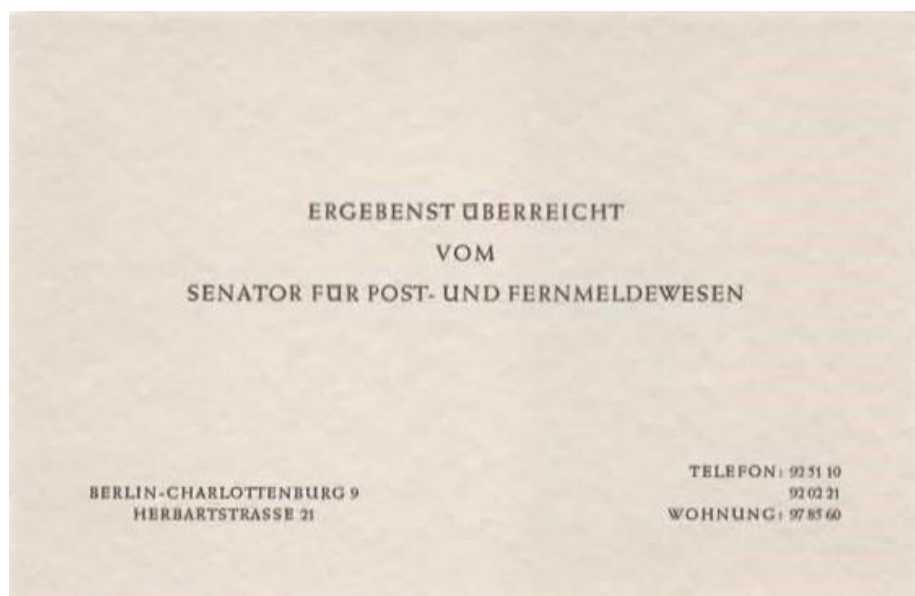 ERGEBENST ÜBERREICHT
VOM
SENATOR FÜR POST- UND FERNMELDEWESEN
BERLIN-CHARLOTTENBURG 9
HERBARTSTRASSE 21
TELEFON: 92 51 10
92 02 21
WOHNUNG: 97 85 60